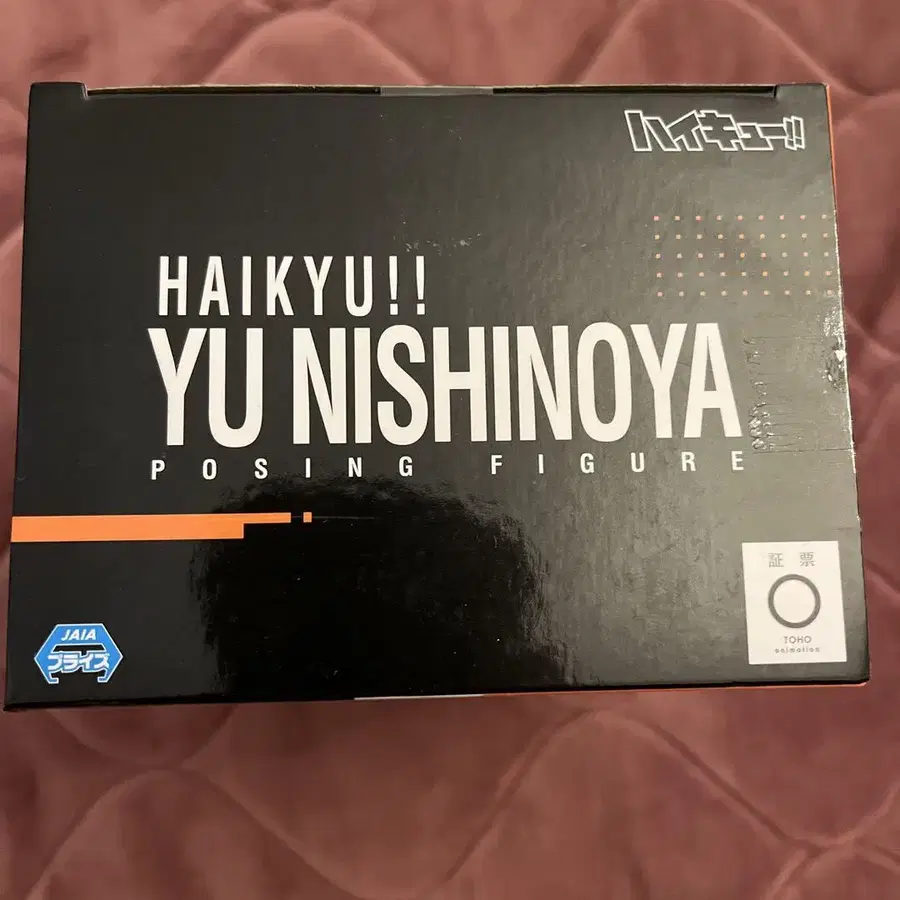 ハイキュー!!
HAIKYU!!
YU NISHINOYA
POSING FIGURE
証票
TOHO
animation
JAIA
プライズ